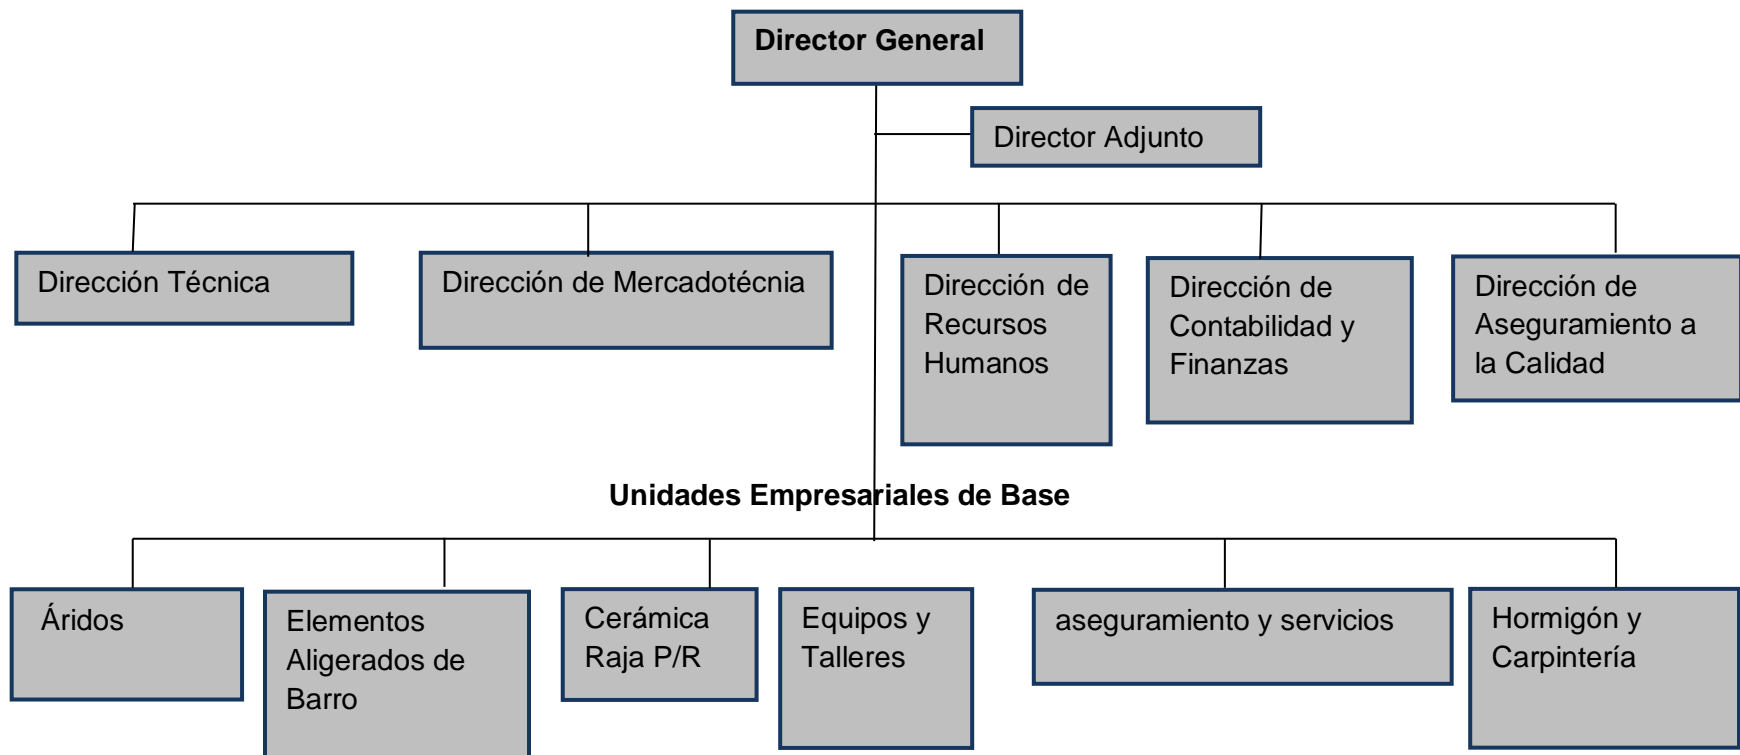 Director General
Director Adjunto
Dirección Técnica
Dirección de Mercadotécnia
Dirección de
Recursos
Humanos
Dirección de
Contabilidad y
Finanzas
Dirección de
Aseguramiento a
la Calidad
Unidades Empresariales de Base
Áridos
Elementos
Aligerados de
Barro
Cerámica
Raja P/R
Equipos y
Talleres
aseguramiento y servicios
Hormigón y
Carpintería